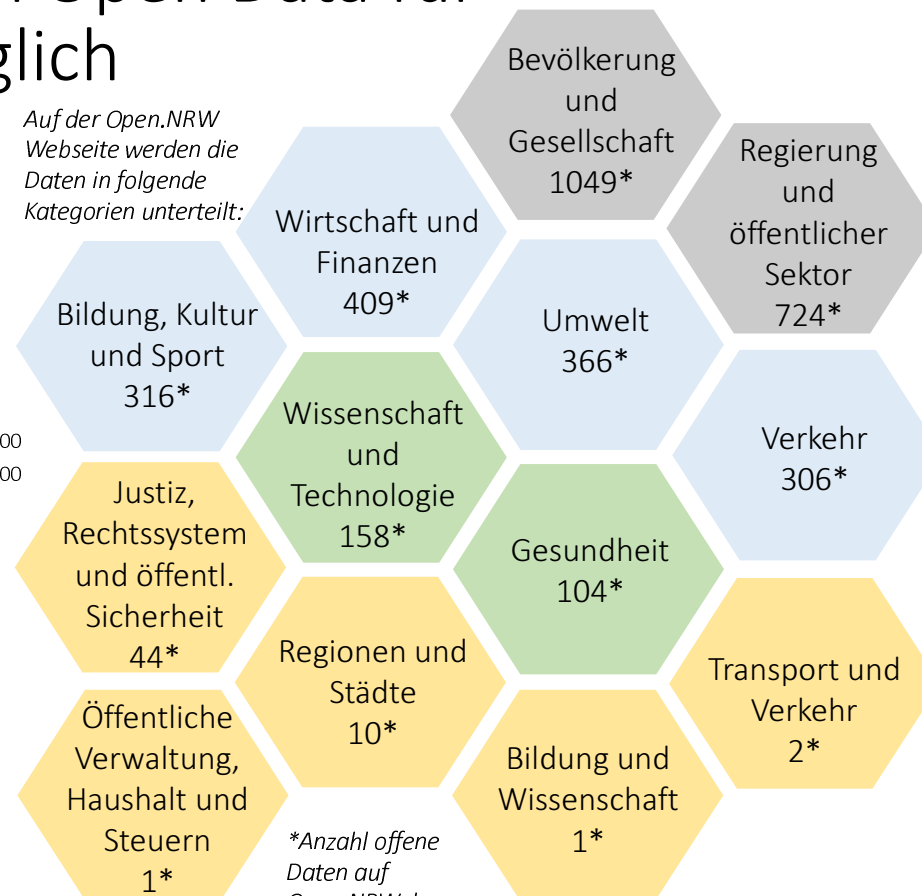 Open Data für
glich
Auf der Open.NRW
Webseite werden die
Daten in folgende
Kategorien unterteilt:
Bevölkerung
und
Gesellschaft
1049*
Regierung
und
öffentlicher
Sektor
724*
Wirtschaft und
Finanzen
409*
Umwelt
366*
Bildung, Kultur
und Sport
316*
Wissenschaft
und
Technologie
158*
Verkehr
306*
00
00
Justiz,
Rechtssystem
und öffentl.
Sicherheit
44*
Gesundheit
104*
Regionen und
Städte
10*
Transport und
Verkehr
2*
Öffentliche
Verwaltung,
Haushalt und
Steuern
1*
Bildung und
Wissenschaft
1*
*Anzahl offene
Daten auf